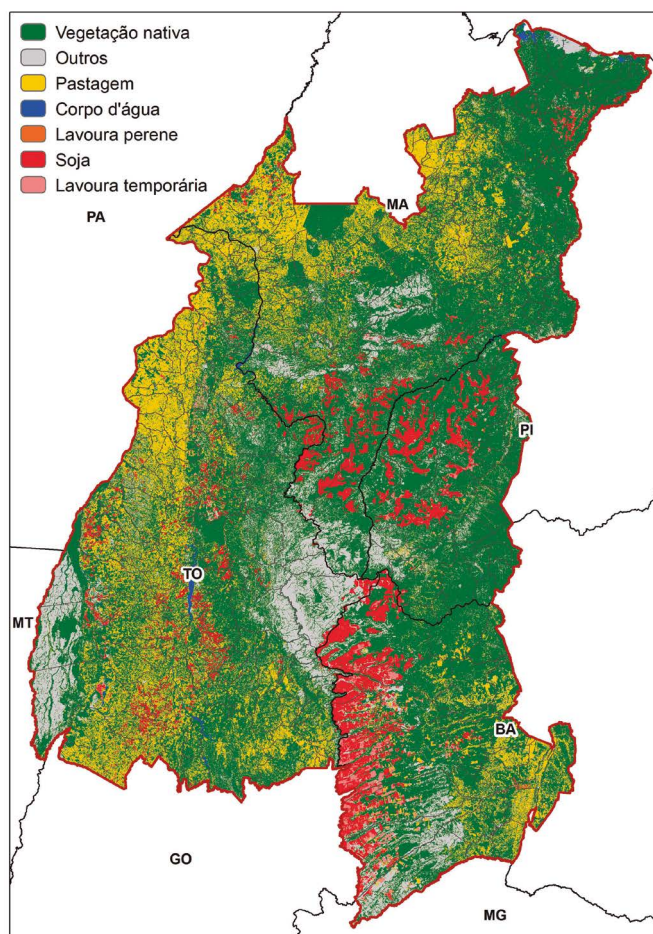 Vegetação nativa
Outros
Pastagem
Corpo d'água
Lavoura perene
Soja
Lavoura temporária
PA
MA
PI
TO
MT
BA
GO
MG